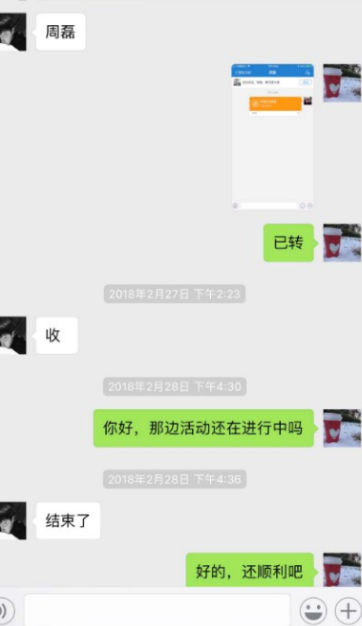 周磊
已转
2018年2月27日 下午2:23
收
2018年2月28日 下午4:30
你好，那边活动还在进行中吗
2018年2月28日 下午4:36
结束了
好的，还顺利吧